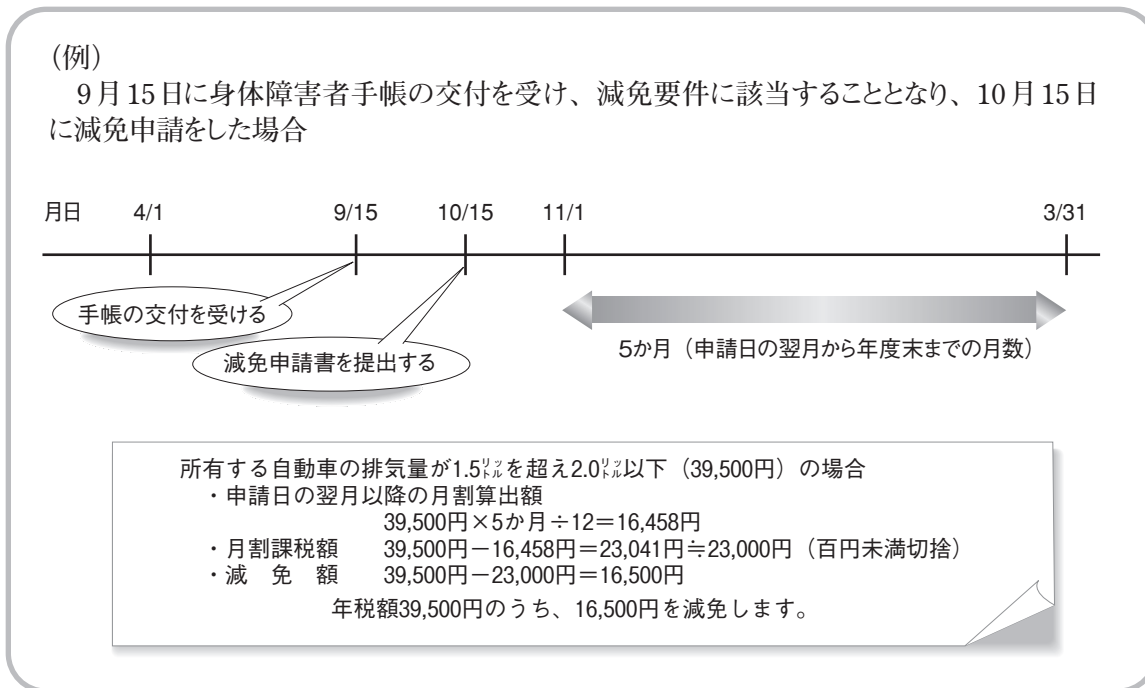 (例)
9月15日に身体障害者手帳の交付を受け、減免要件に該当することとなり、10月15日
に減免申請をした場合
月日 4/1 9/15 10/15 11/1 3/31
手帳の交付を受ける
減免申請書を提出する
5か月（申請日の翌月から年度末までの月数）
所有する自動車の排気量が1.5リットルを超え2.0リットル以下（39,500円）の場合
・申請日の翌月以降の月割算出額
39,500円×5か月÷12＝16,458円
・月割課税額 39,500円－16,458円＝23,041円≒23,000円（百円未満切捨）
・減 免 額 39,500円－23,000円＝16,500円
年税額39,500円のうち、16,500円を減免します。